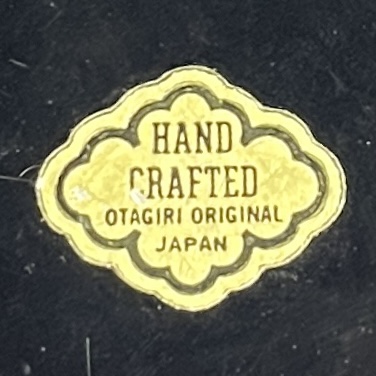 HAND
CRAFTED
OTAGIRI ORIGINAL
JAPAN